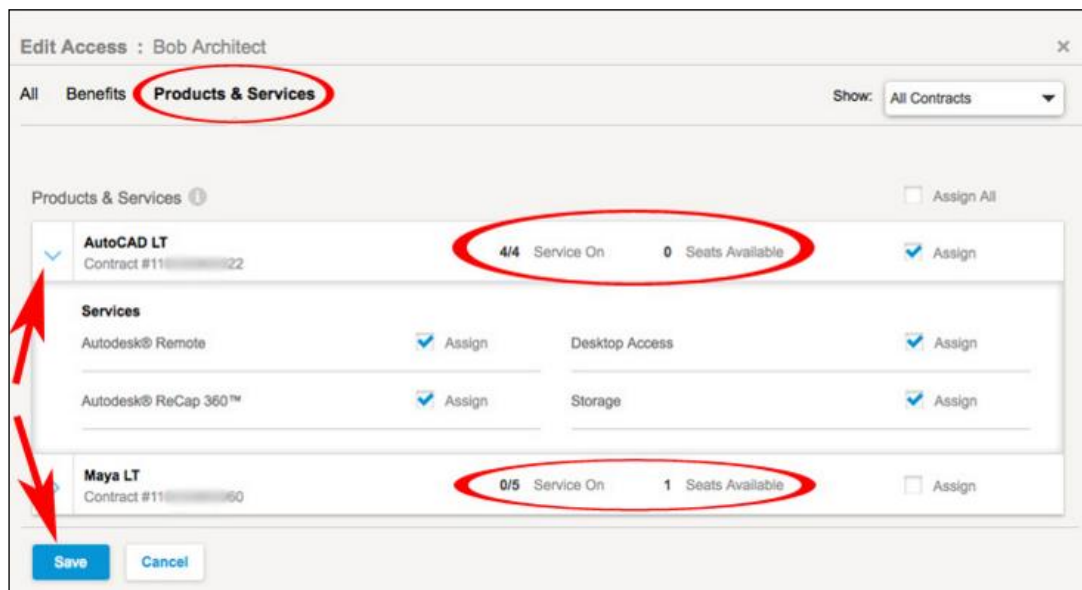 Edit Access : Bob Architect ×
All Benefits Products & Services Show: All Contracts
Products & Services Assign All
AutoCAD LT
Contract #11 22
4/4 Service On 0 Seats Available Assign
Services
Autodesk® Remote Assign Desktop Access Assign
Autodesk® ReCap 360™ Assign Storage Assign
Maya LT
Contract #11 60
0/5 Service On 1 Seats Available Assign
Save Cancel